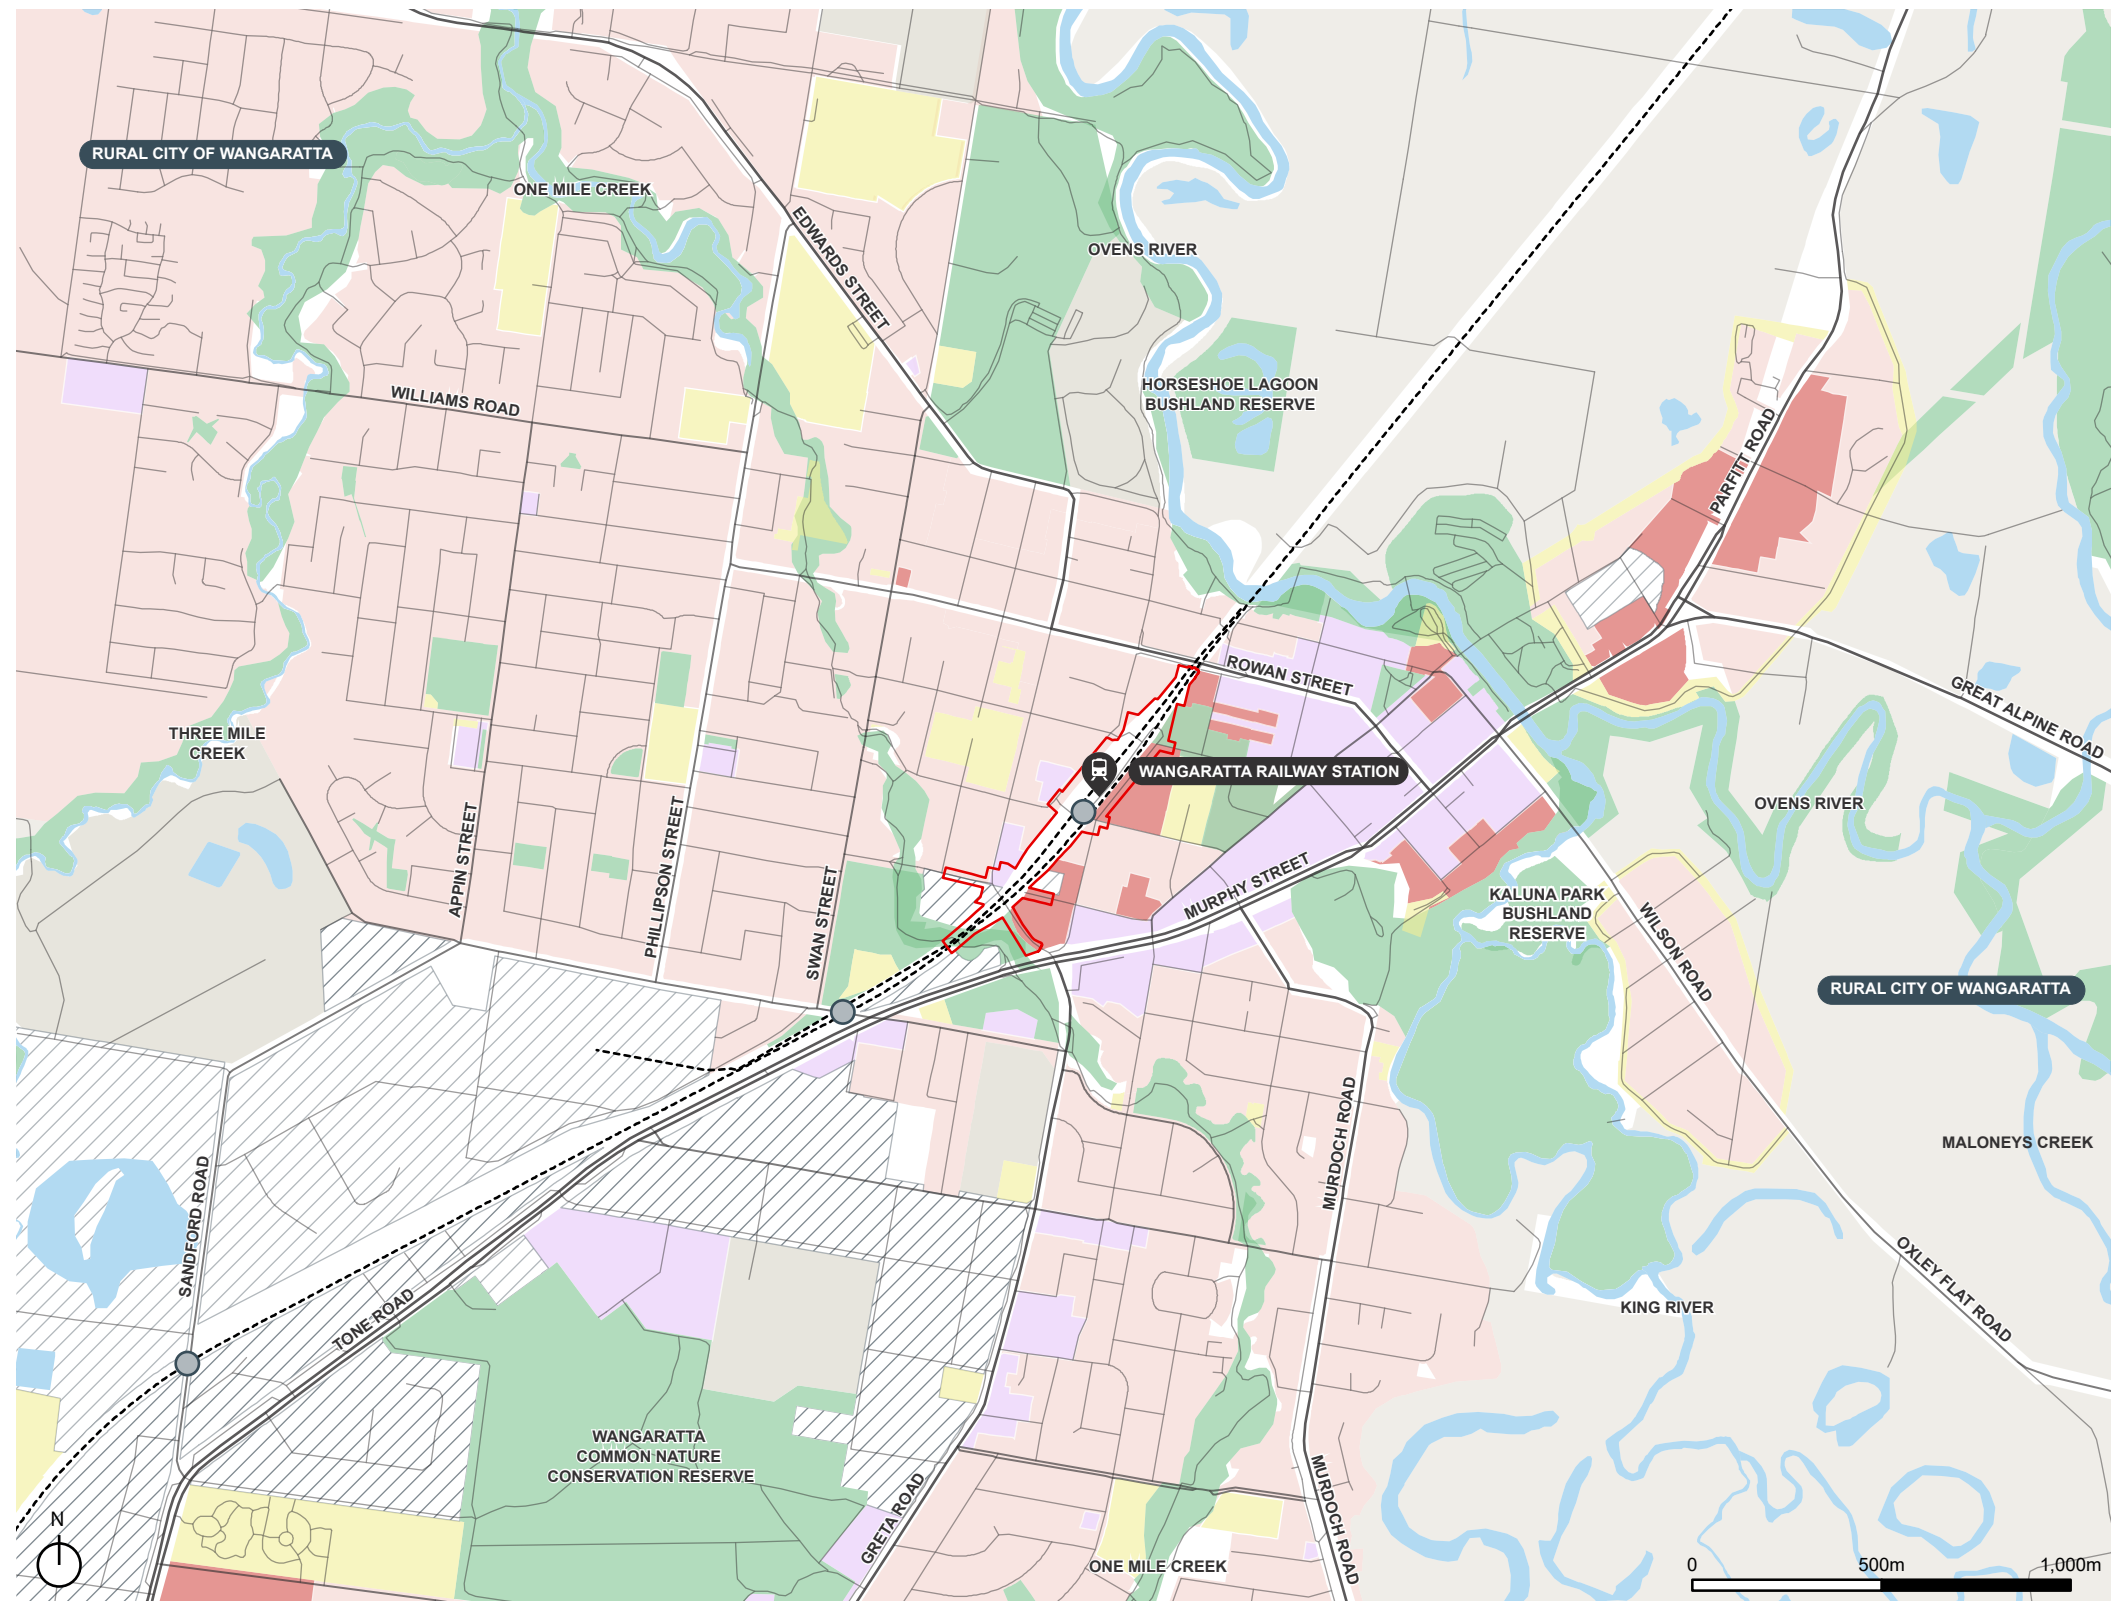 RURAL CITY OF WANGARATTA
ONE MILE CREEK
EDWARDS STREET
OVENS RIVER
WILLIAMS ROAD
HORSESHOE LAGOON
BUSHLAND RESERVE
PARFITT ROAD
ROWAN STREET
GREAT ALPINE ROAD
THREE MILE
CREEK
WANGARATTA RAILWAY STATION
OVENS RIVER
APPIN STREET
PHILLIPSON STREET
SWAN STREET
MURPHY STREET
KALUNA PARK
BUSHLAND
RESERVE
WILSON ROAD
RURAL CITY OF WANGARATTA
MURDOCH ROAD
MALONEYS CREEK
SANDFORD ROAD
TONE ROAD
OXLEY FLAT ROAD
KING RIVER
WANGARATTA
COMMON NATURE
CONSERVATION RESERVE
GRETA ROAD
MURDOCH ROAD
ONE MILE CREEK
N
0 500m 1,000m